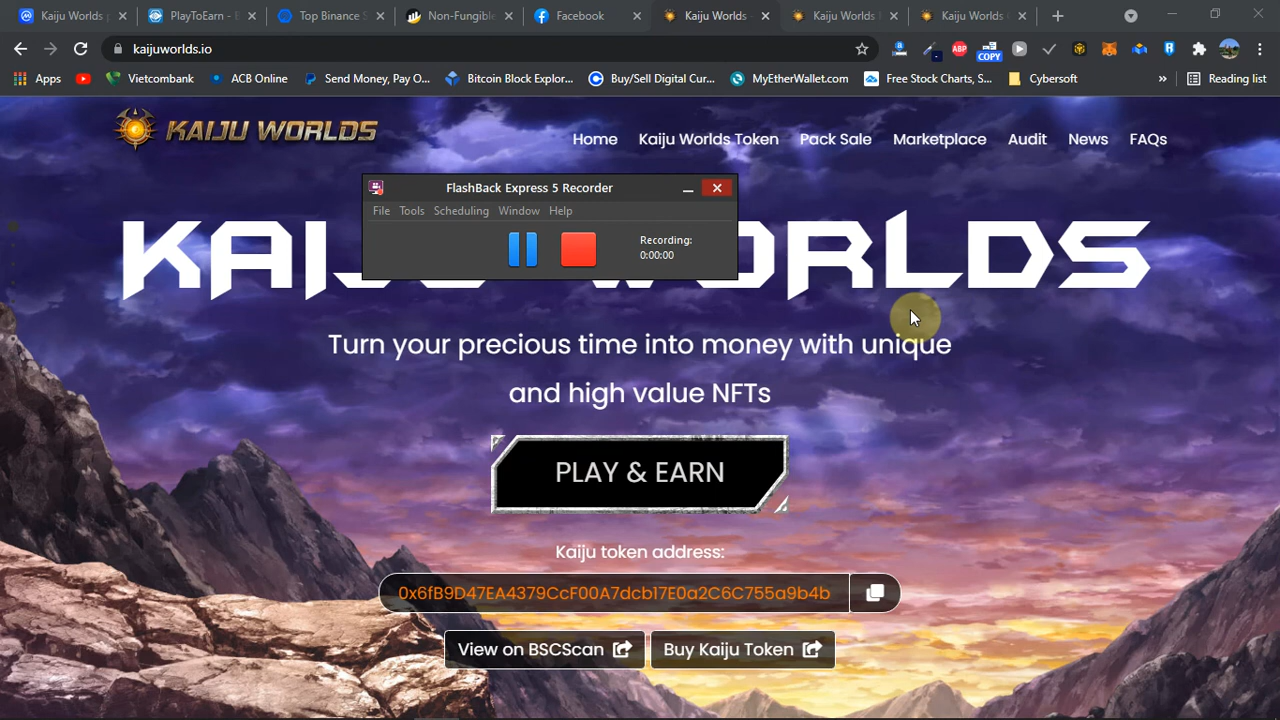 Kaiju Worlds p
PlayToEarn - B
Top Binance S
Non-Fungible
Facebook
Kaiju Worlds -
Kaiju Worlds
Kaiju Worlds
kaijuworlds.io
ABP
COPY
Apps
Vietcombank
ACB Online
Send Money, Pay O...
Bitcoin Block Explor...
Buy/Sell Digital Cur...
MyEtherWallet.com
Free Stock Charts, S...
Cybersoft
»
Reading list
KAIJU WORLDS
Home
Kaiju Worlds Token
Pack Sale
Marketplace
Audit
News
FAQs
FlashBack Express 5 Recorder
File
Tools
Scheduling
Window
Help
Recording:
0:00:00
KAIJU WORLDS
Turn your precious time into money with unique
and high value NFTs
PLAY & EARN
Kaiju token address:
0x6fB9D47EA4379CcF00A7dcb17E0a2C6C755a9b4b
View on BSCScan
Buy Kaiju Token